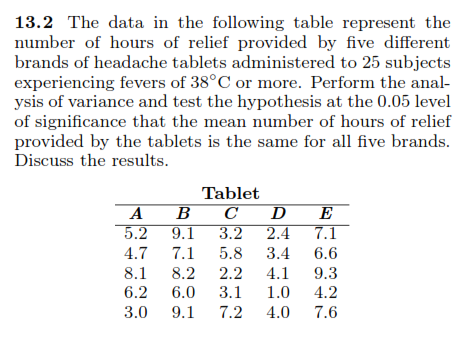 13.2 The data in the following table represent the
number of hours of relief provided by five different
brands of headache tablets administered to 25 subjects
experiencing fevers of 38°C or more. Perform the anal-
ysis of variance and test the hypothesis at the 0.05 level
of significance that the mean number of hours of relief
provided by the tablets is the same for all five brands.
Discuss the results.
Tablet
A B C D E
5.2 9.1 3.2 2.4 7.1
4.7 7.1 5.8 3.4 6.6
8.1 8.2 2.2 4.1 9.3
6.2 6.0 3.1 1.0 4.2
3.0 9.1 7.2 4.0 7.6